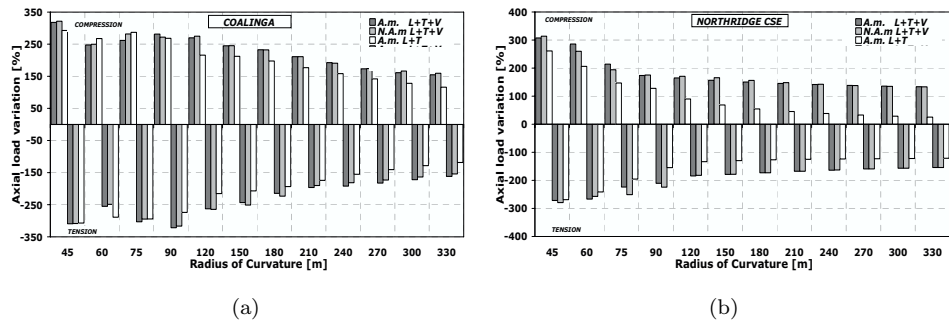 COALINGA
COMPRESSION
A.m. L+T+V
N.A.m L+T+V
A.m. L+T
Axial load variation [%]
350
250
150
50
-50
-150
-250
-350
TENSION
45 60 75 90 120 150 180 210 240 270 300 330
Radius of Curvature [m]
(a)
NORTHRIDGE CSE
COMPRESSION
A.m. L+T+V
N.A.m L+T+V
A.m. L+T
Axial load variation [%]
400
300
200
100
0
-100
-200
-300
-400
TENSION
45 60 75 90 120 150 180 210 240 270 300 330
Radius of Curvature [m]
(b)